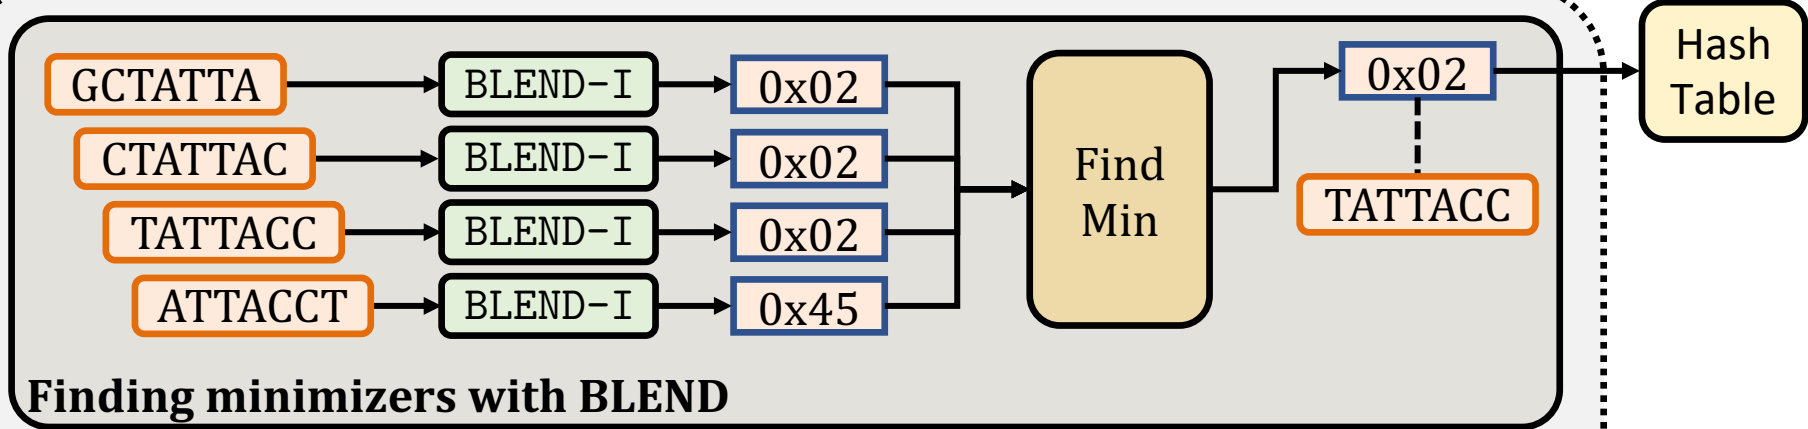 GCTATTA
BLEND-I
0x02
CTATTAC
BLEND-I
0x02
TATTACC
BLEND-I
0x02
ATTACCT
BLEND-I
0x45
Find
Min
0x02
TATTACC
Hash
Table
Finding minimizers with BLEND